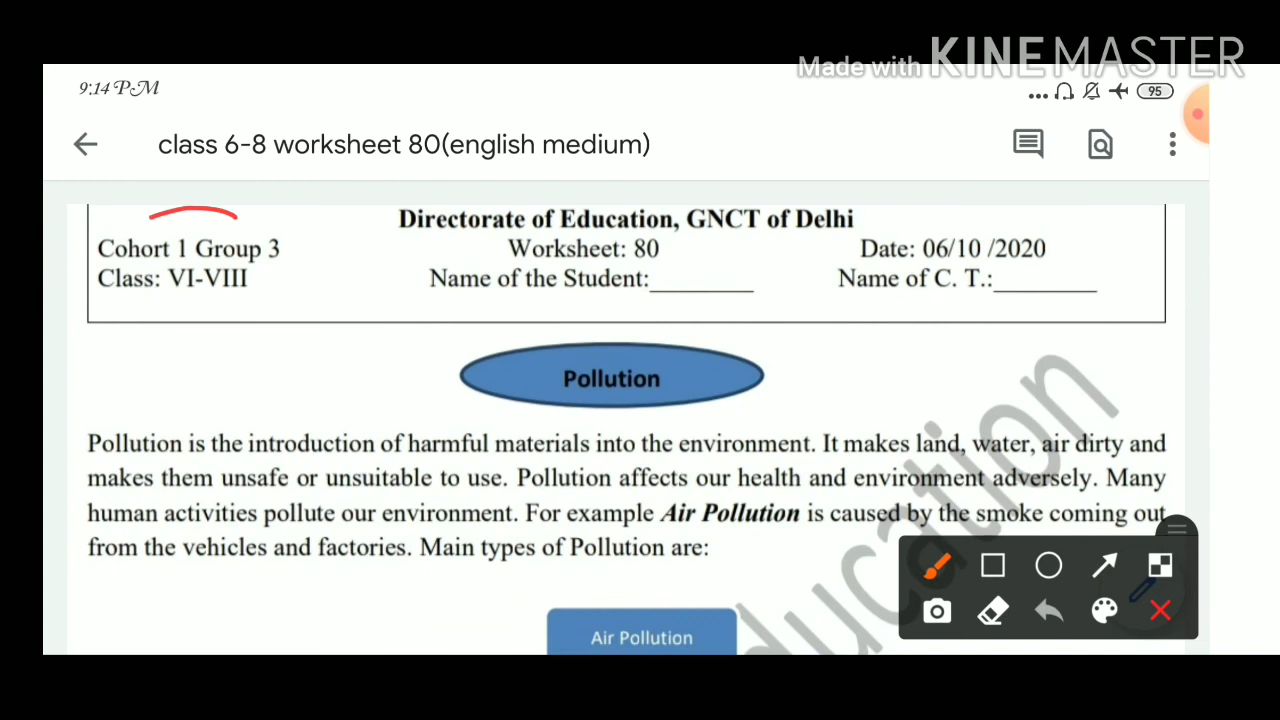 Made with KINEMASTER
9:14 PM
95
class 6-8 worksheet 80(english medium)
Directorate of Education, GNCT of Delhi
Cohort 1 Group 3 Worksheet: 80 Date: 06/10 /2020
Class: VI-VIII Name of the Student:________ Name of C. T.:________
Pollution
Pollution is the introduction of harmful materials into the environment. It makes land, water, air dirty and
makes them unsafe or unsuitable to use. Pollution affects our health and environment adversely. Many
human activities pollute our environment. For example Air Pollution is caused by the smoke coming out
from the vehicles and factories. Main types of Pollution are:
Air Pollution